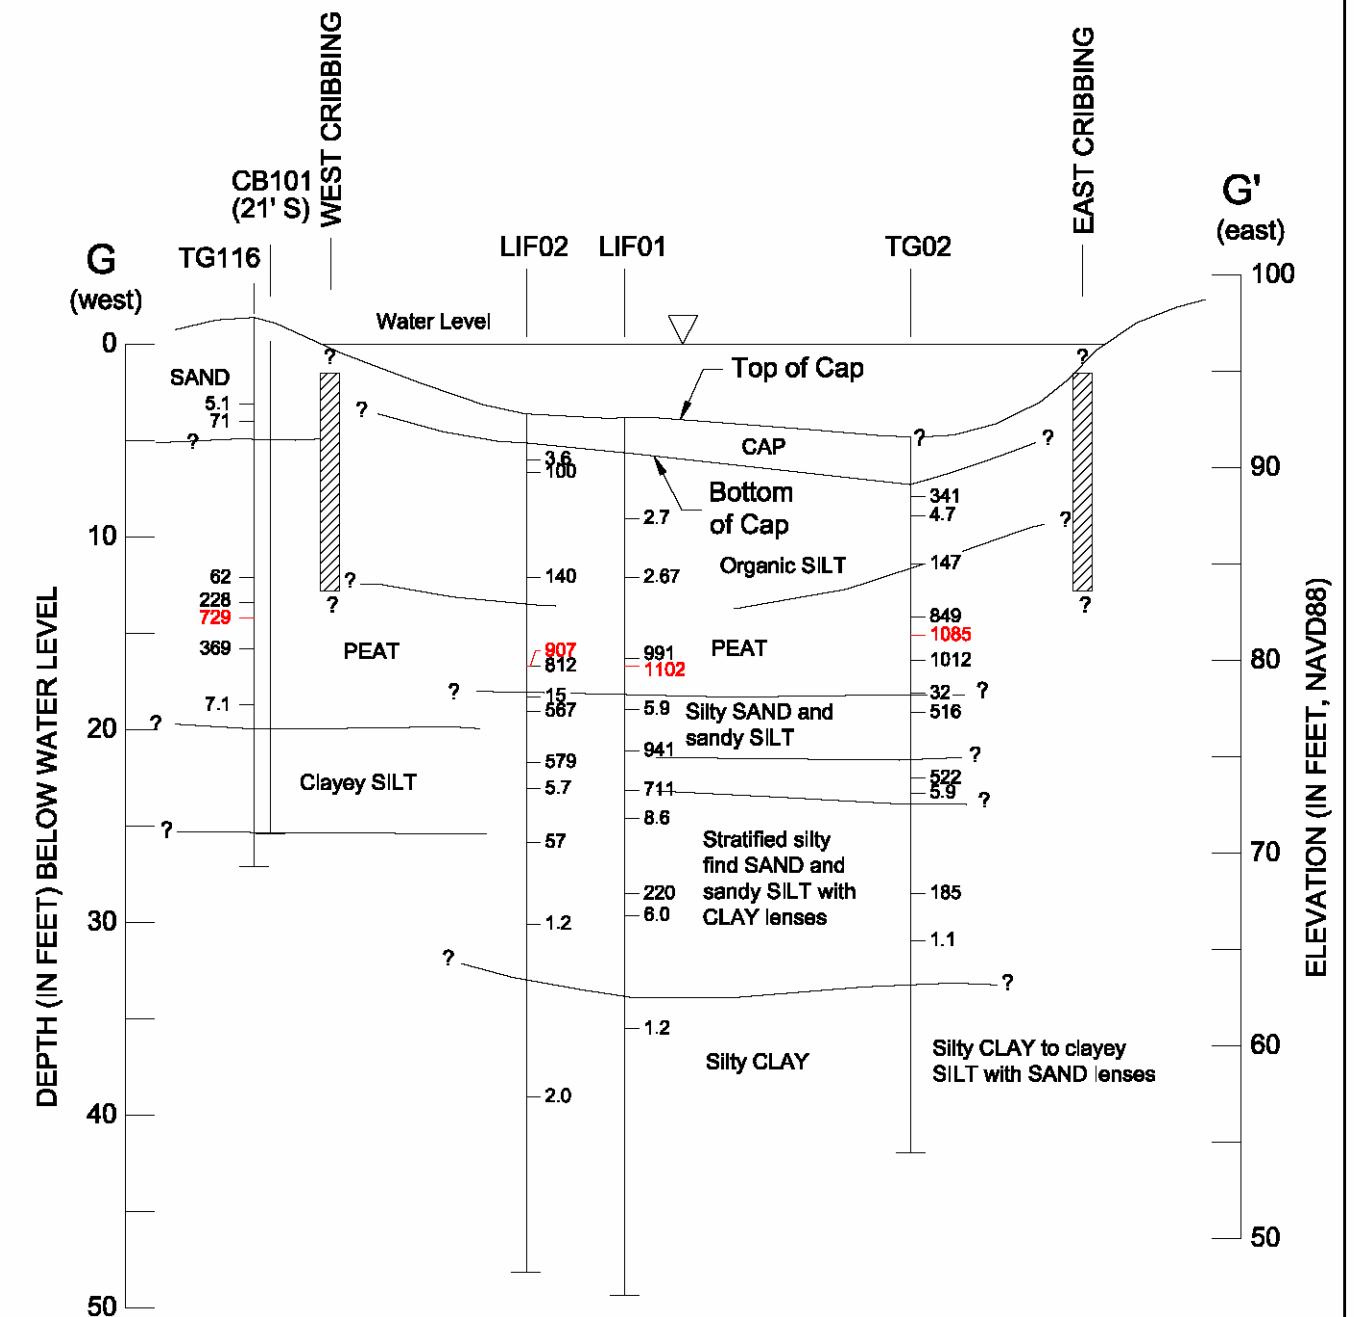 WEST CRIBBING
EAST CRIBBING
CB101
(21' S)
G'
(east)
G
(west)
TG116
LIF02
LIF01
TG02
Water Level
0
10
20
30
40
50
DEPTH (IN FEET) BELOW WATER LEVEL
100
90
80
70
60
50
ELEVATION (IN FEET, NAVD88)
?
?
Top of Cap
SAND
5.1
71
?
?
?
?
CAP
3.6
100
Bottom
of Cap
341
4.7
2.7
?
Organic SILT
147
62
228
729
369
7.1
?
?
?
140
2.67
849
1085
1012
PEAT
907
812
991
1102
PEAT
?
15
567
5.9
Silty SAND and
sandy SILT
32
?
516
?
Clayey SILT
579
5.7
941
711
8.6
?
522
5.9
?
?
57
Stratified silty
find SAND and
sandy SILT with
CLAY lenses
220
6.0
185
1.2
1.1
?
?
1.2
Silty CLAY
Silty CLAY to clayey
SILT with SAND lenses
2.0